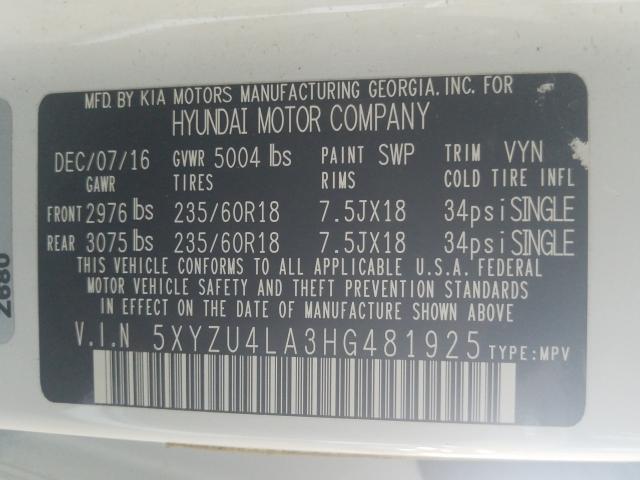 MFD. BY KIA MOTORS MANUFACTURING GEORGIA. INC. FOR
HYUNDAI MOTOR COMPANY
DEC/07/16 GVWR 5004 lbs PAINT SWP TRIM VYN
GAWR TIRES RIMS COLD TIRE INFL
FRONT 2976 lbs 235/60R18 7.5JX18 34psi SINGLE
REAR 3075 lbs 235/60R18 7.5JX18 34psi SINGLE
THIS VEHICLE CONFORMS TO ALL APPLICABLE U.S.A. FEDERAL
MOTOR VEHICLE SAFETY AND THEFT PREVENTION STANDARDS
IN EFFECT ON THE DATE OF MANUFACTURE SHOWN ABOVE
V.I.N 5XYZU4LA3HG481925 TYPE:MPV